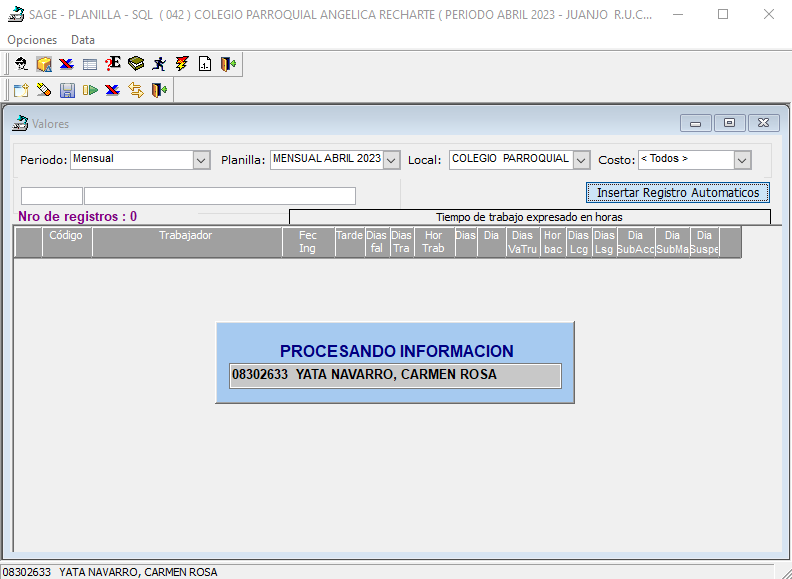 SAGE - PLANILLA - SQL ( 042 ) COLEGIO PARROQUIAL ANGELICA RECHARTE ( PERIODO ABRIL 2023 - JUANJO R.U.C...
Opciones Data
Valores
Periodo: Mensual Planilla: MENSUAL ABRIL 2023 Local: COLEGIO PARROQUIAL Costo: < Todos >
Insertar Registro Automaticos
Nro de registros : 0 Tiempo de trabajo expresado en horas
Código Trabajador Fec Tarde Dias Dias Hor Dias Dia Dias Hor Dias Dias Dia Dia Dia
Ing fal Tra Trab VaTru bac Lcg Lsg SubAcc SubMa Suspe
PROCESANDO INFORMACION
08302633 YATA NAVARRO, CARMEN ROSA
08302633 YATA NAVARRO, CARMEN ROSA